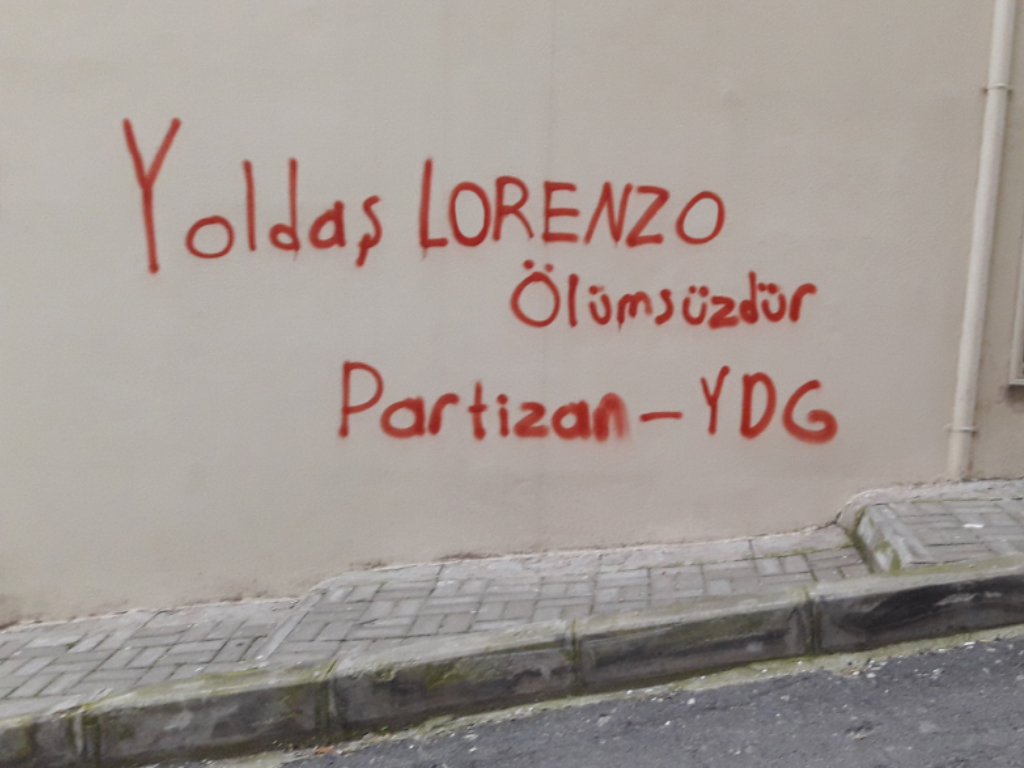 Yoldaş LORENZO
Ölümsüzdür
Partizan - YDG